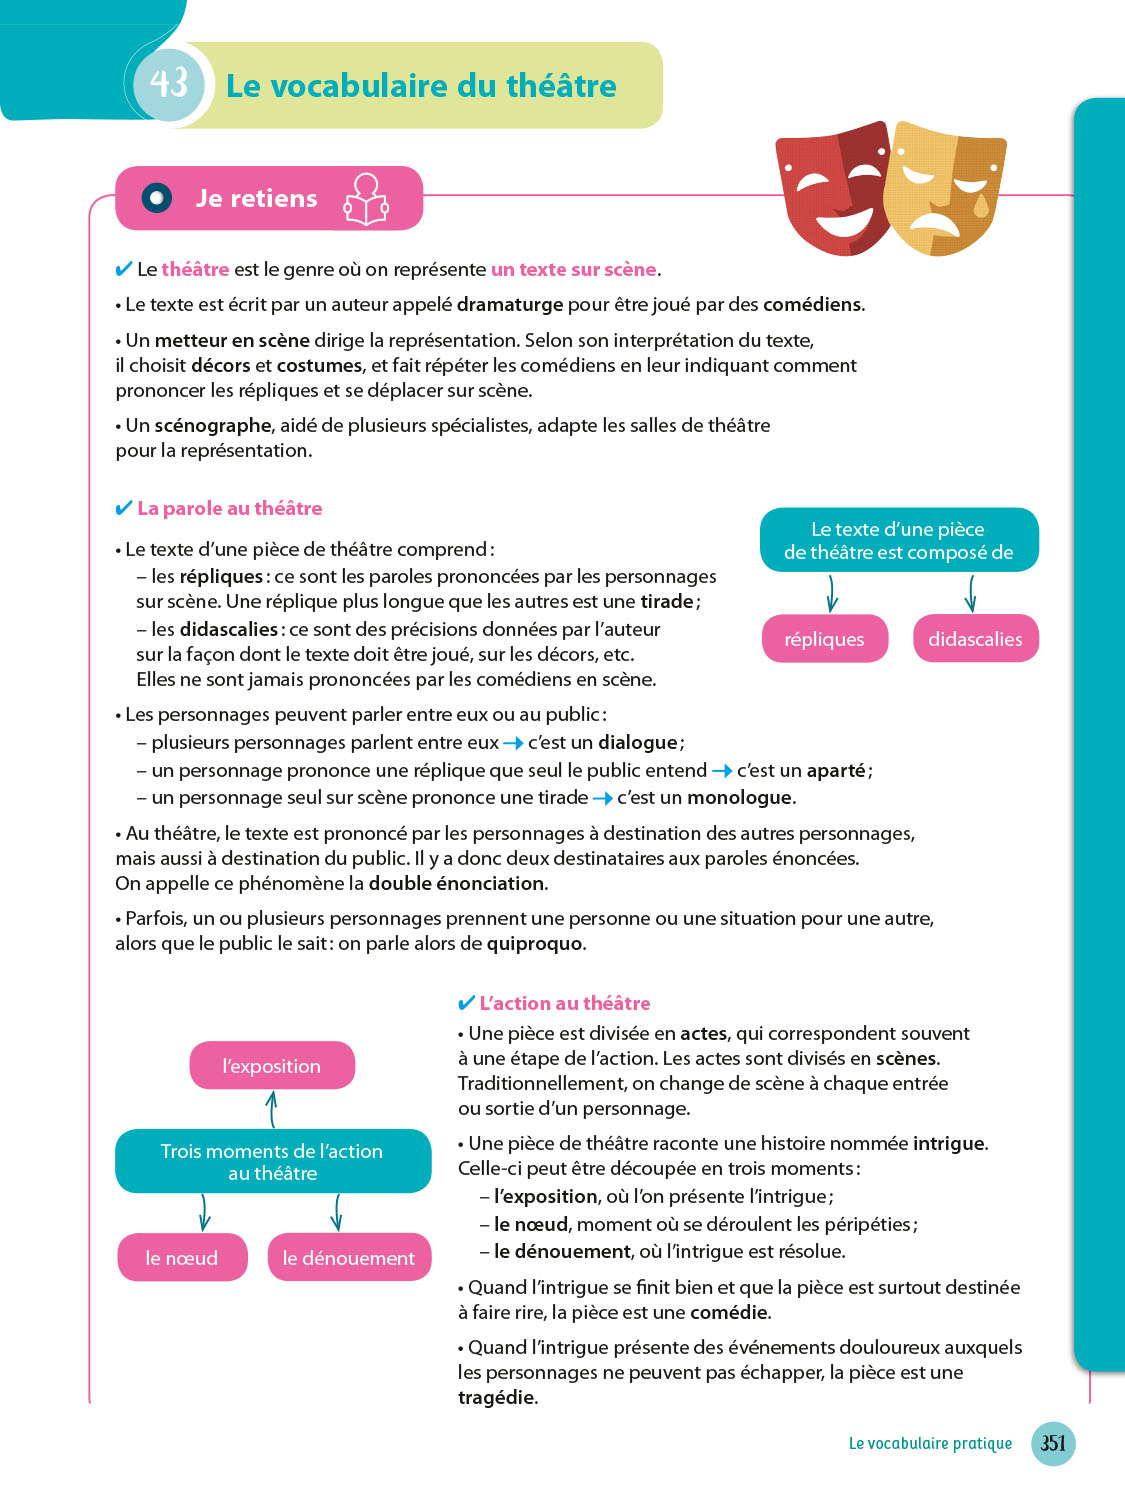 43
Le vocabulaire du théâtre
Je retiens
✔ Le théâtre est le genre où on représente un texte sur scène.
• Le texte est écrit par un auteur appelé dramaturge pour être joué par des comédiens.
• Un metteur en scène dirige la représentation. Selon son interprétation du texte,
il choisit décors et costumes, et fait répéter les comédiens en leur indiquant comment
prononcer les répliques et se déplacer sur scène.
• Un scénographe, aidé de plusieurs spécialistes, adapte les salles de théâtre
pour la représentation.
✔ La parole au théâtre
• Le texte d'une pièce de théâtre comprend :
– les répliques : ce sont les paroles prononcées par les personnages
sur scène. Une réplique plus longue que les autres est une tirade ;
– les didascalies : ce sont des précisions données par l'auteur
sur la façon dont le texte doit être joué, sur les décors, etc.
Elles ne sont jamais prononcées par les comédiens en scène.
Le texte d'une pièce
de théâtre est composé de
répliques
didascalies
• Les personnages peuvent parler entre eux ou au public :
– plusieurs personnages parlent entre eux → c'est un dialogue ;
– un personnage prononce une réplique que seul le public entend → c'est un aparté ;
– un personnage seul sur scène prononce une tirade → c'est un monologue.
• Au théâtre, le texte est prononcé par les personnages à destination des autres personnages,
mais aussi à destination du public. Il y a donc deux destinataires aux paroles énoncées.
On appelle ce phénomène la double énonciation.
• Parfois, un ou plusieurs personnages prennent une personne ou une situation pour une autre,
alors que le public le sait : on parle alors de quiproquo.
l'exposition
Trois moments de l'action
au théâtre
le nœud
le dénouement
✔ L'action au théâtre
• Une pièce est divisée en actes, qui correspondent souvent
à une étape de l'action. Les actes sont divisés en scènes.
Traditionnellement, on change de scène à chaque entrée
ou sortie d'un personnage.
• Une pièce de théâtre raconte une histoire nommée intrigue.
Celle-ci peut être découpée en trois moments :
– l'exposition, où l'on présente l'intrigue ;
– le nœud, moment où se déroulent les péripéties ;
– le dénouement, où l'intrigue est résolue.
• Quand l'intrigue se finit bien et que la pièce est surtout destinée
à faire rire, la pièce est une comédie.
• Quand l'intrigue présente des événements douloureux auxquels
les personnages ne peuvent pas échapper, la pièce est une
tragédie.
Le vocabulaire pratique
351